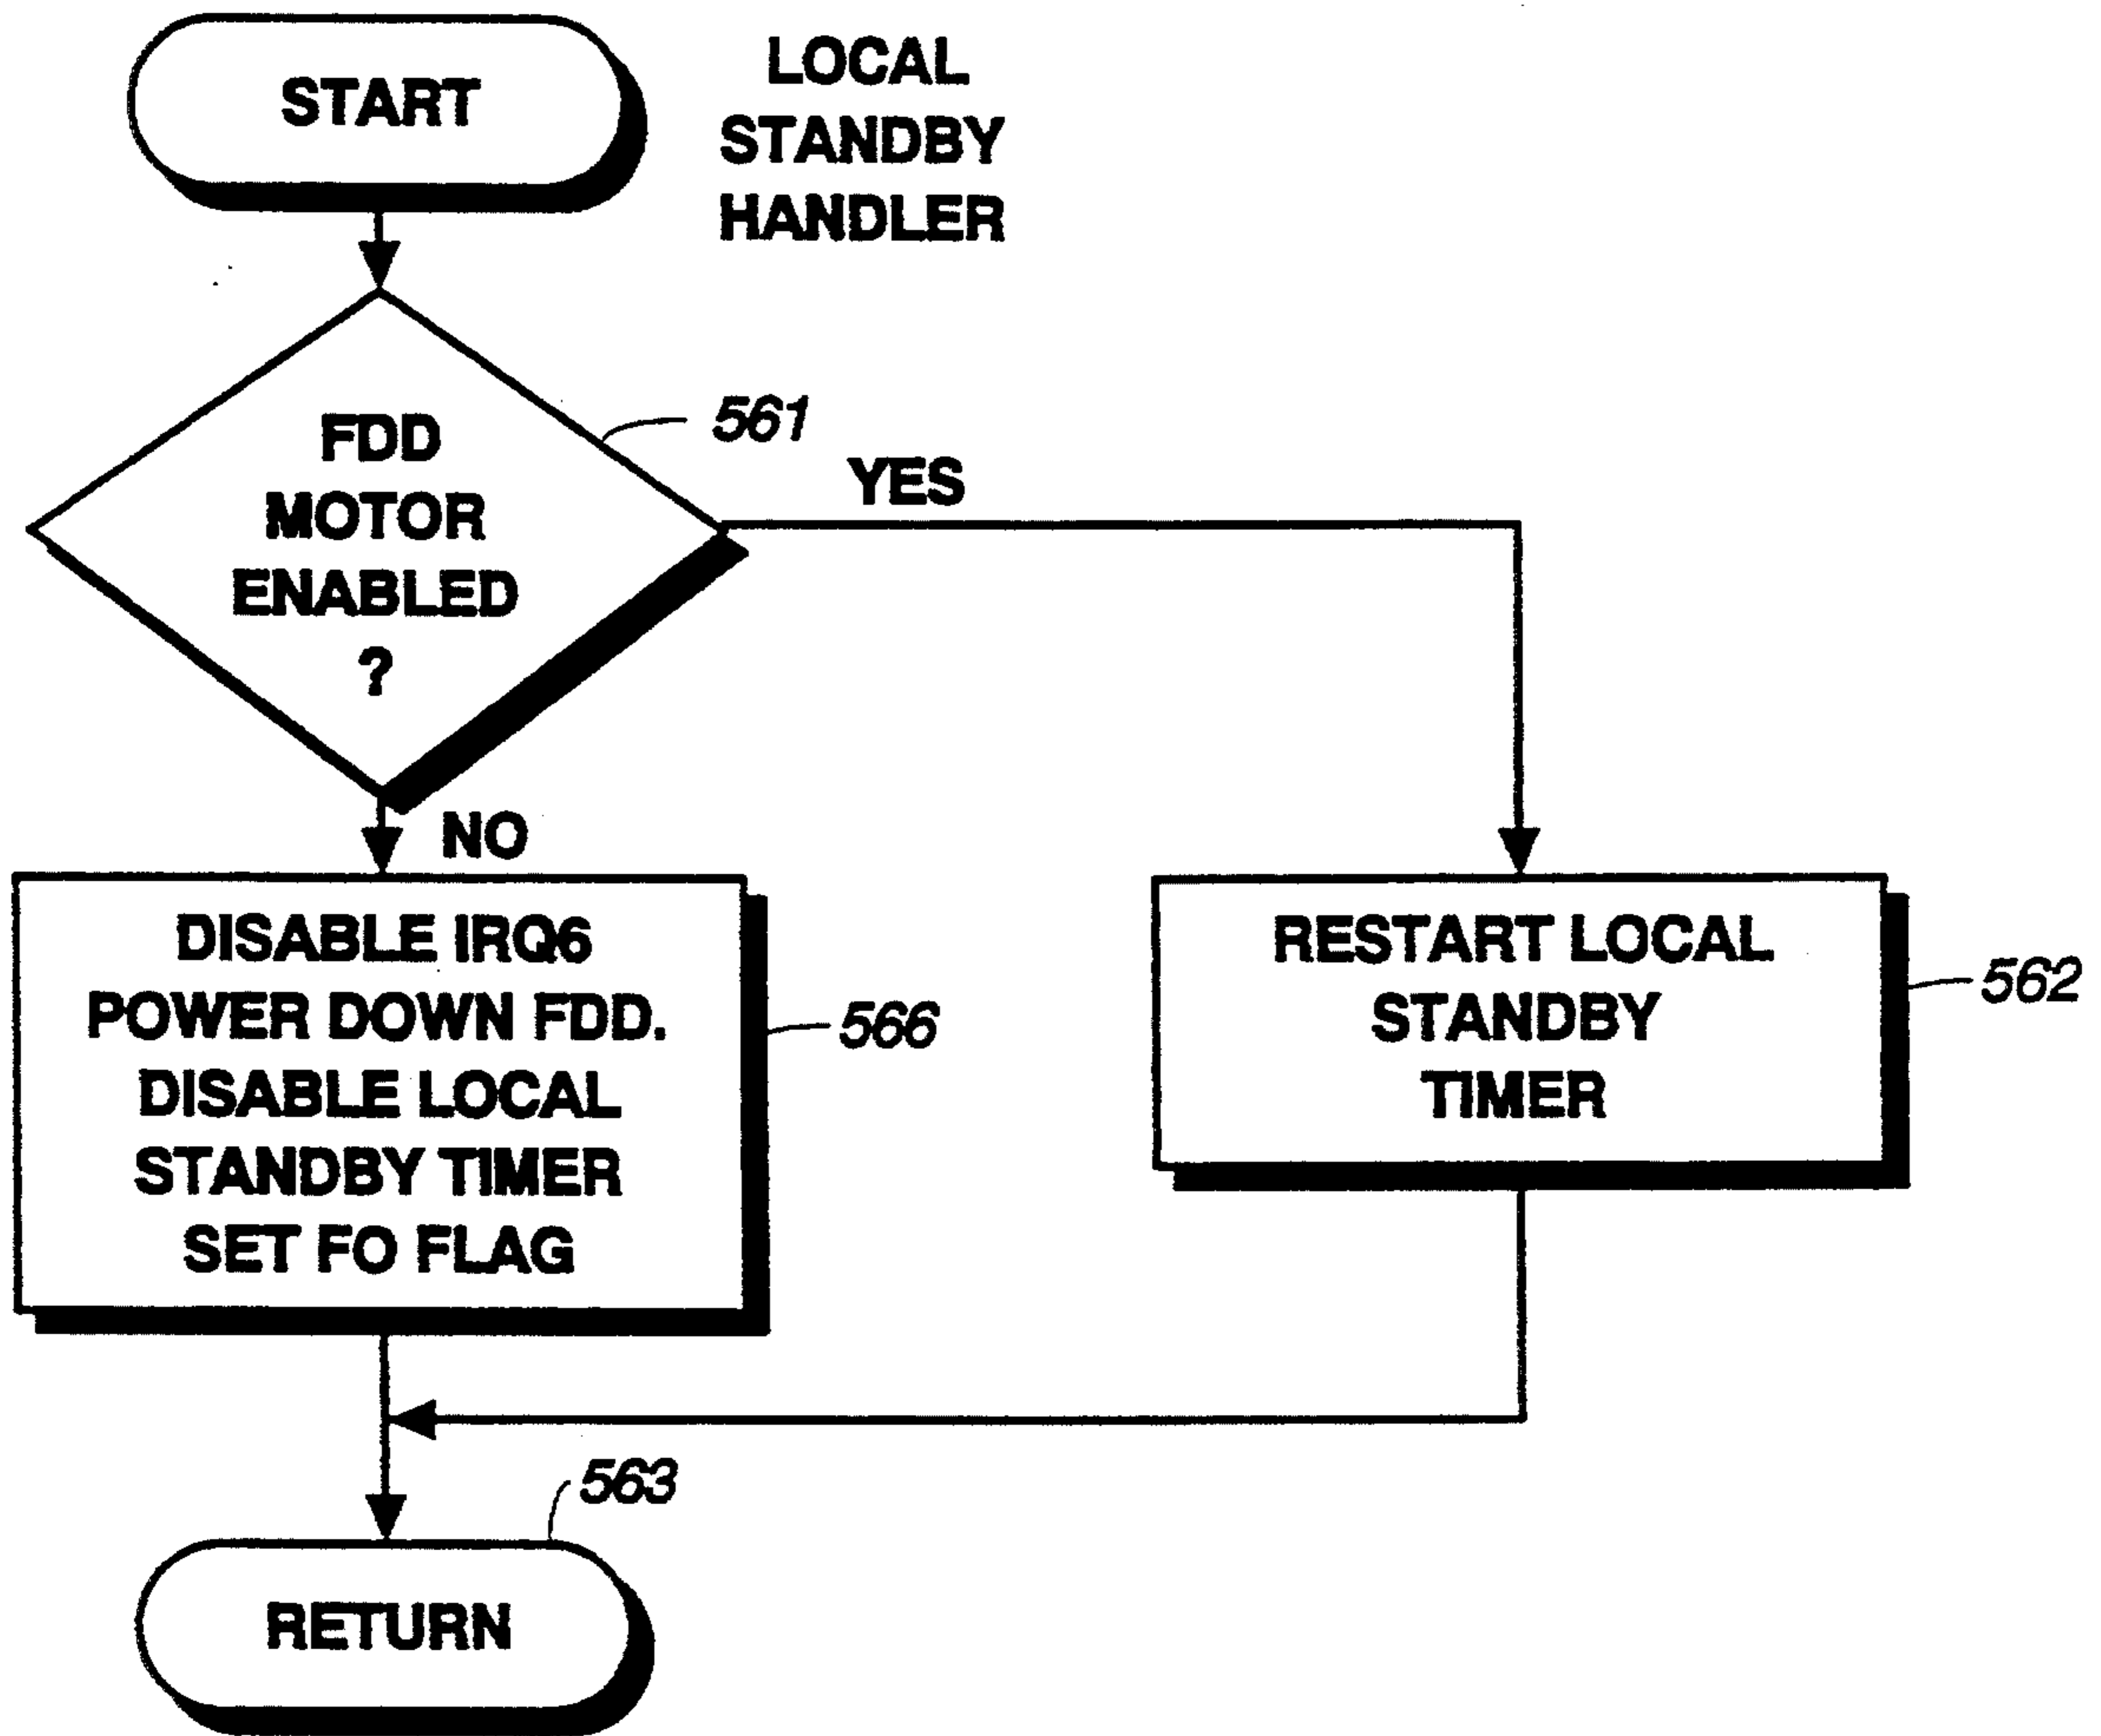 START
LOCAL
STANDBY
HANDLER
FDD
MOTOR
ENABLED
?
561
YES
NO
DISABLE IRQ6
POWER DOWN FDD.
DISABLE LOCAL
STANDBY TIMER
SET FO FLAG
566
RESTART LOCAL
STANDBY
TIMER
562
563
RETURN